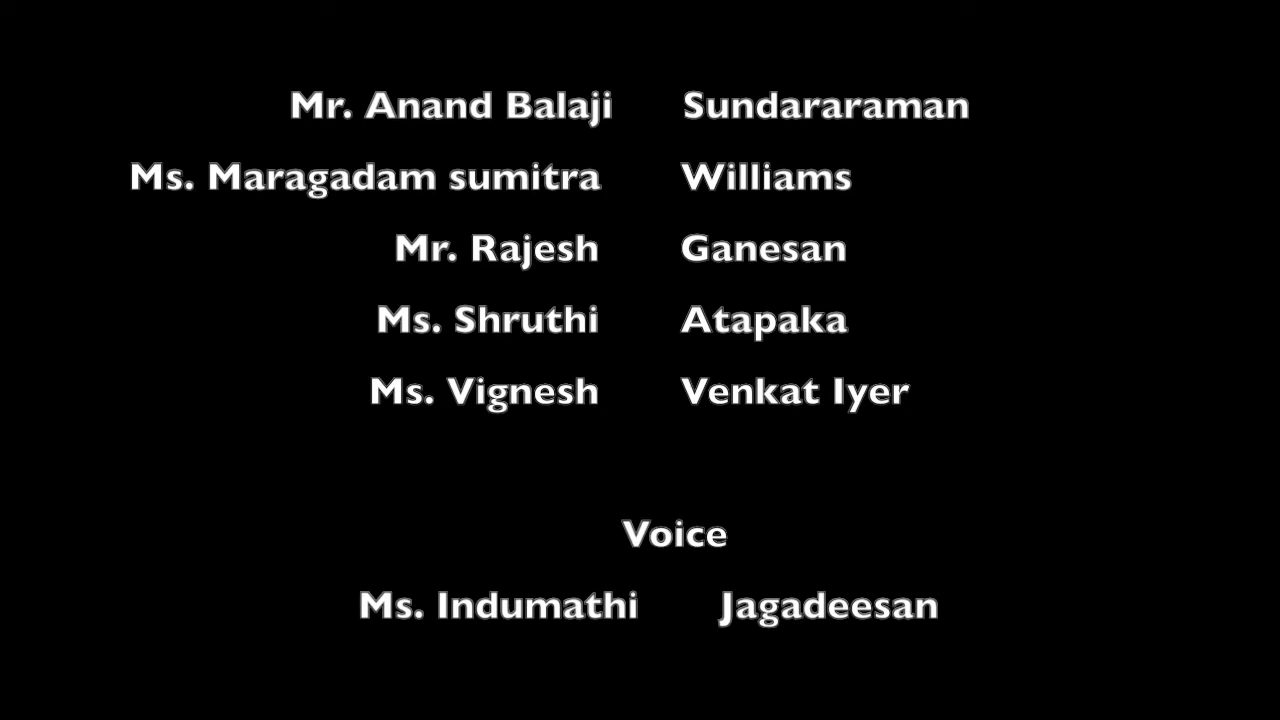 Mr. Anand Balaji Sundararaman
Ms. Maragadam sumitra Williams
Mr. Rajesh Ganesan
Ms. Shruthi Atapaka
Ms. Vignesh Venkat Iyer
Voice
Ms. Indumathi Jagadeesan